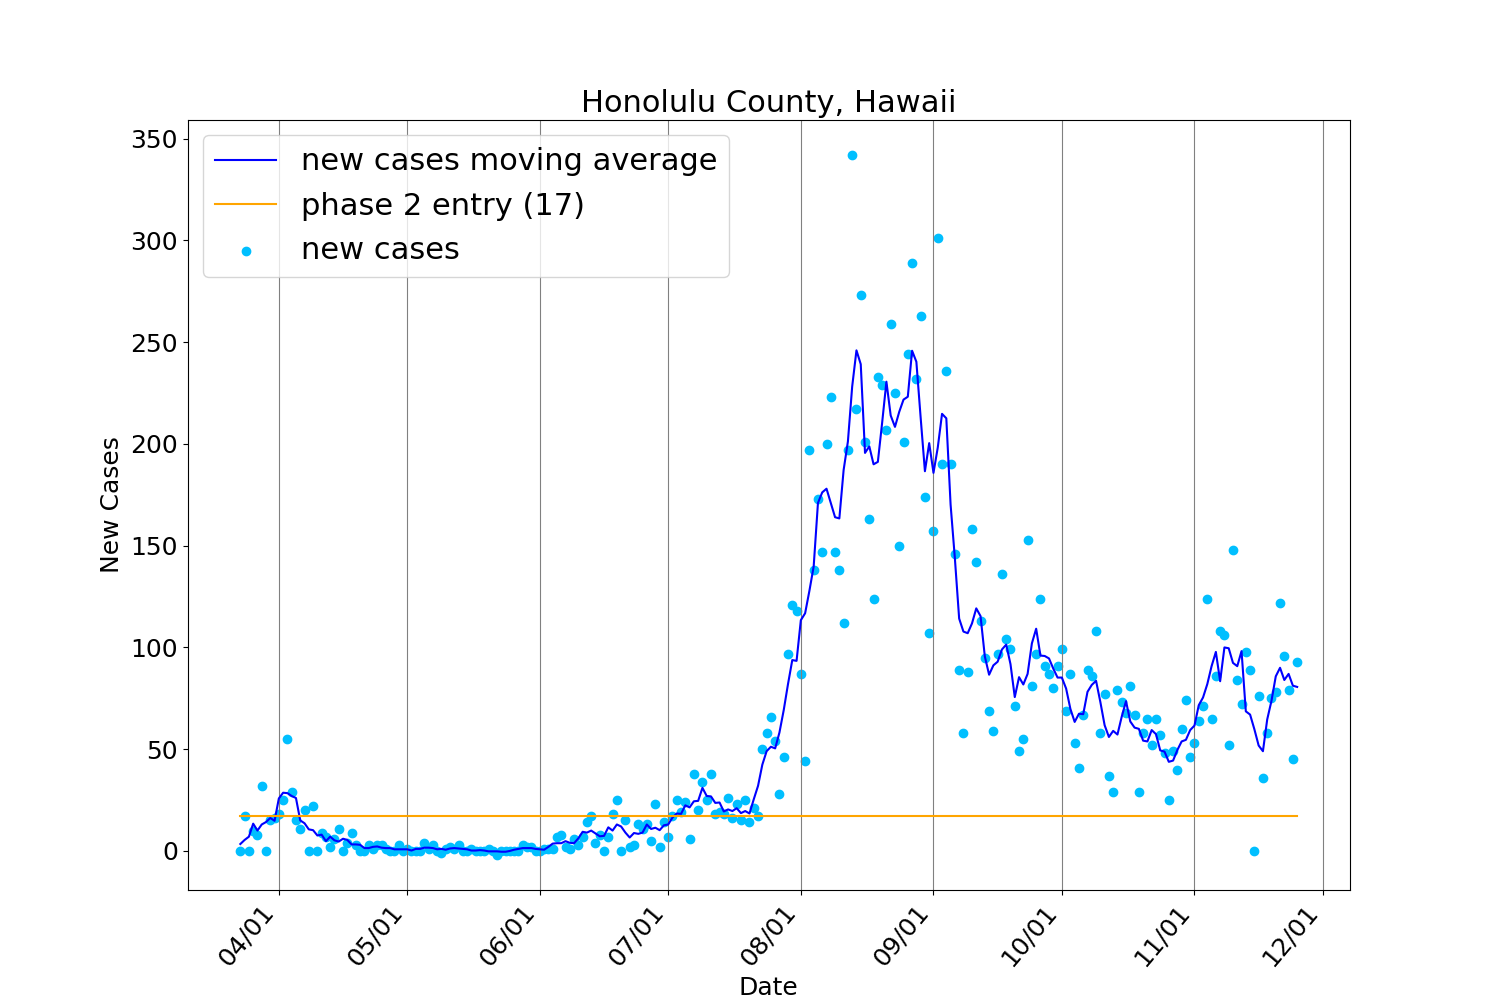 Honolulu County, Hawaii
new cases moving average
phase 2 entry (17)
new cases
350
300
250
200
150
100
50
0
New Cases
04/01
05/01
06/01
07/01
08/01
09/01
10/01
11/01
12/01
Date